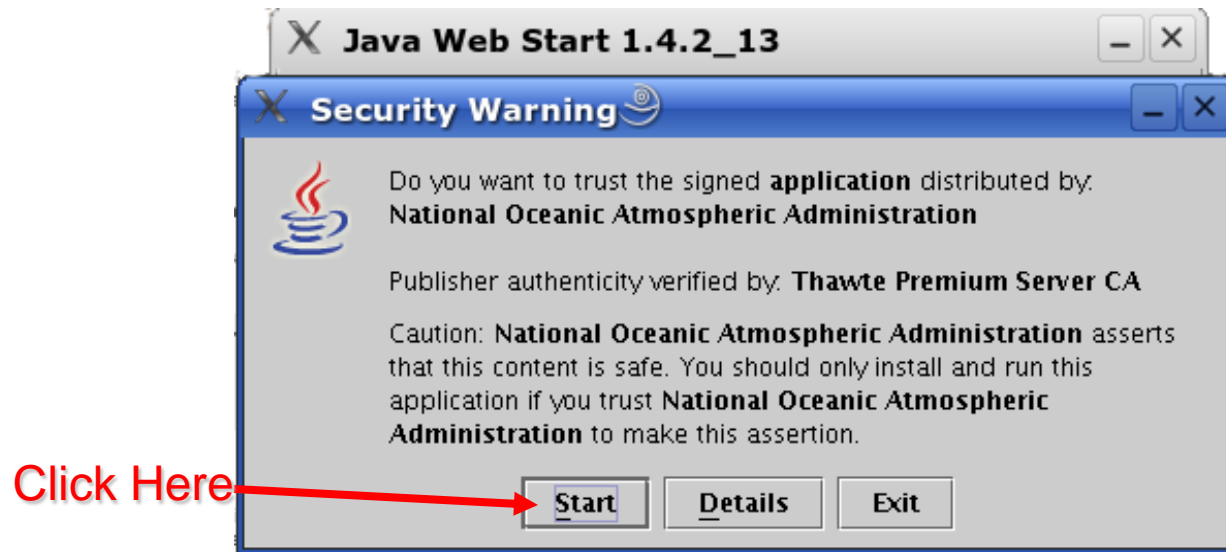 Java Web Start 1.4.2_13
Security Warning
Do you want to trust the signed application distributed by:
National Oceanic Atmospheric Administration
Publisher authenticity verified by: Thawte Premium Server CA
Caution: National Oceanic Atmospheric Administration asserts
that this content is safe. You should only install and run this
application if you trust National Oceanic Atmospheric
Administration to make this assertion.
Click Here
Start Details Exit